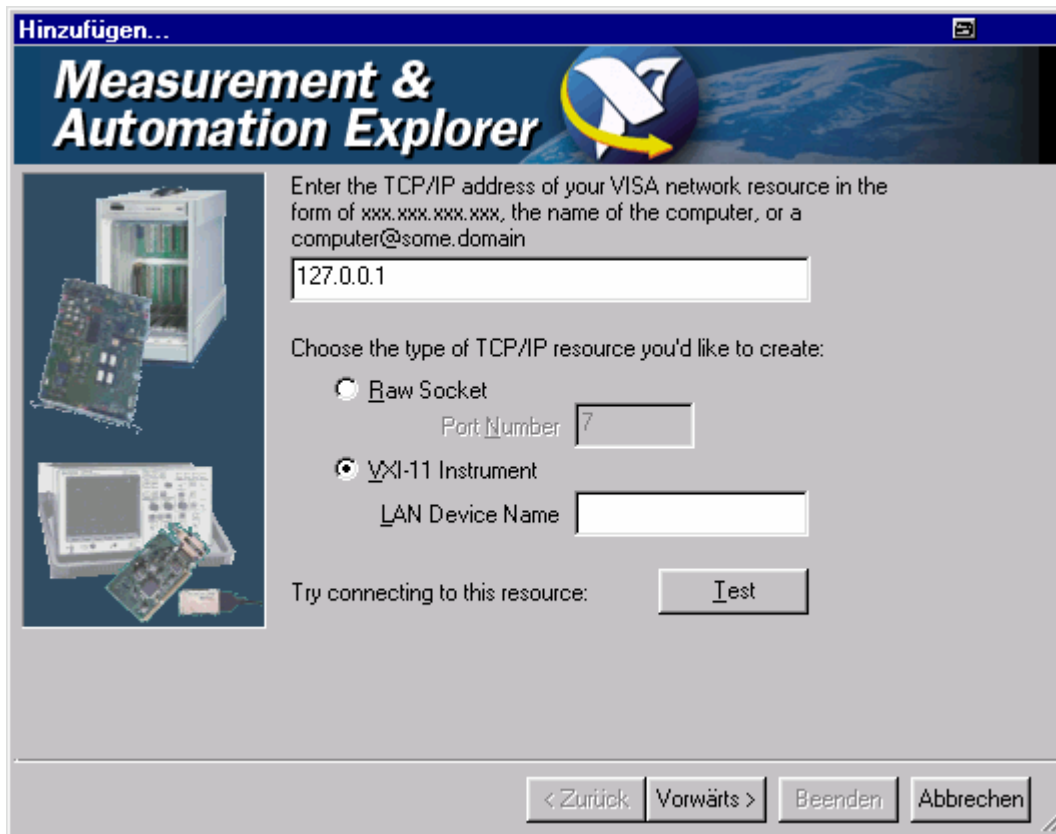 Hinzufügen...
Measurement &
Automation Explorer
Enter the TCP/IP address of your VISA network resource in the
form of xxx.xxx.xxx.xxx, the name of the computer, or a
computer@some.domain
127.0.0.1
Choose the type of TCP/IP resource you'd like to create:
Raw Socket
Port Number 7
VXI-11 Instrument
LAN Device Name
Try connecting to this resource: Test
< Zurück Vorwärts > Beenden Abbrechen